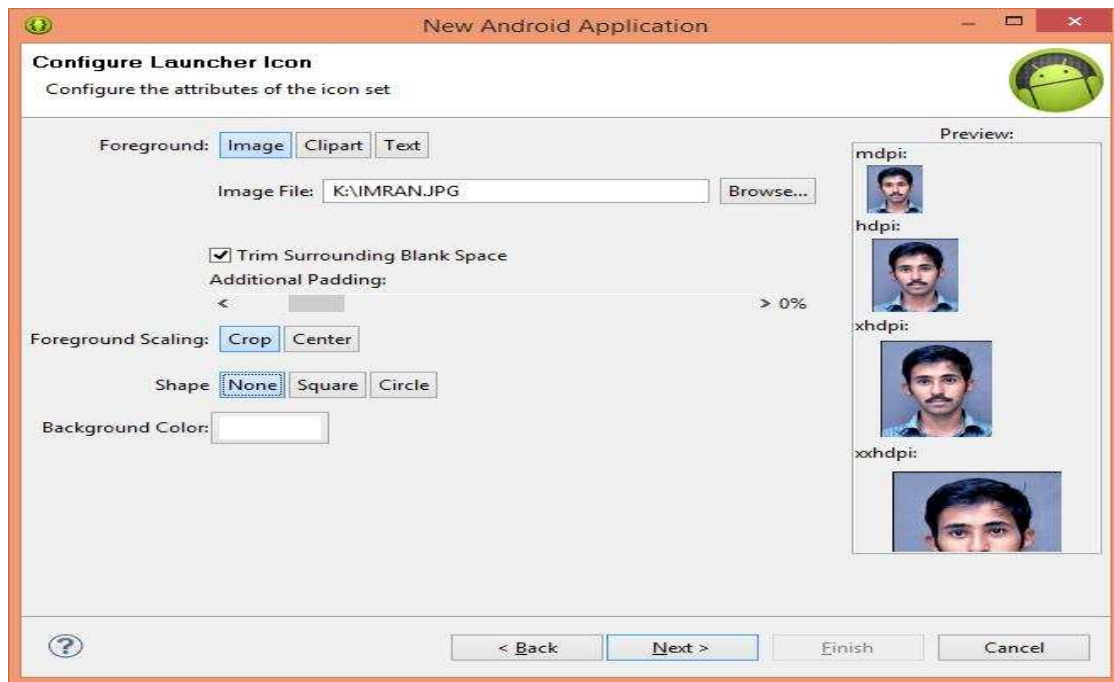 New Android Application
Configure Launcher Icon
Configure the attributes of the icon set
Foreground: Image Clipart Text
Image File: K:\IMRAN.JPG Browse...
Trim Surrounding Blank Space
Additional Padding:
< > 0%
Foreground Scaling: Crop Center
Shape None Square Circle
Background Color:
Preview:
mdpi:
hdpi:
xhdpi:
xxhdpi:
? < Back Next > Finish Cancel